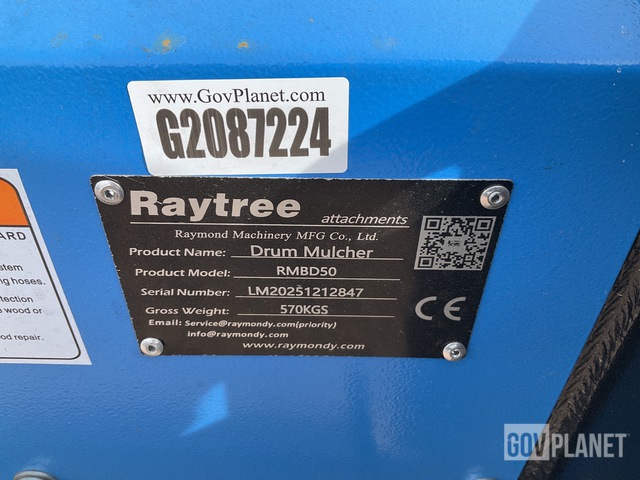 www.GovPlanet.com
G2087224
Raytree attachments
Raymond Machinery MFG Co., Ltd.
Product Name: Drum Mulcher
Product Model: RMBD50
Serial Number: LM20251212847
Gross Weight: 570KGS
Email: Service@raymondy.com(priority)
info@raymondy.com
www.raymondy.com
CE
ARD
stem
ng hoses.
tection
e wood or
od repair.
GOVPLANET